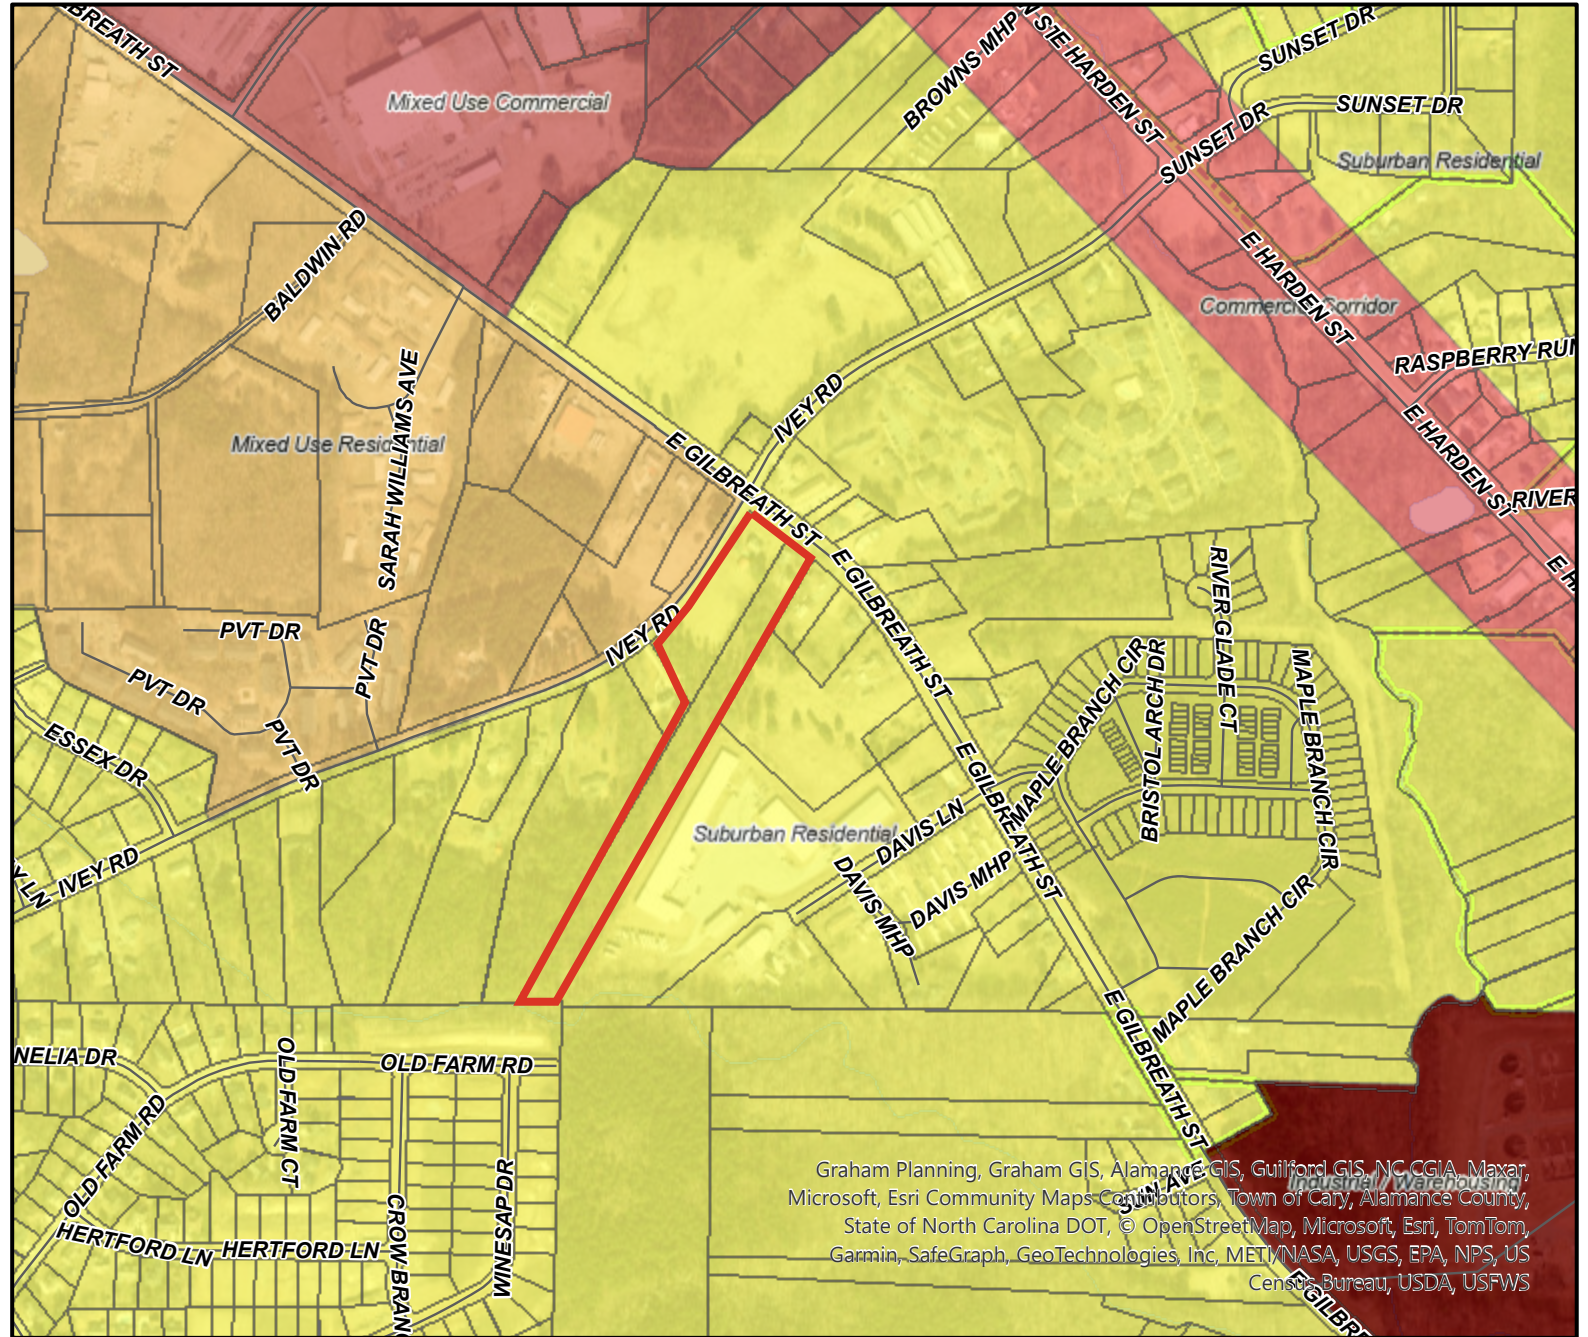 BREATH ST
Mixed Use Commercial
BROWNS MHP
E HARDEN ST
SUNSET DR
SUNSET DR
SUNSET DR
Suburban Residential
BALDWIN RD
E HARDEN ST
Commercial Corridor
RASPBERRY RUN
SARAH WILLIAMS AVE
IVEY RD
Mixed Use Residential
E GILBREATH ST
E HARDEN ST
RIVER
E H
E GILBREATH ST
RIVER GLADE CT
IVEY RD
PVT DR
PVT DR
PVT DR
PVT DR
MAPLE BRANCH CIR
BRISTOL ARCH DR
MAPLE BRANCH CIR
ESSEX DR
E GILBREATH ST
Suburban Residential
DAVIS LN
DAVIS MHP
DAVIS MHP
IVEY RD
Y LN
MAPLE BRANCH CIR
E GILBREATH ST
NELIA DR
OLD FARM RD
OLD FARM CT
OLD FARM RD
WINESAP DR
CROW BRAN
HERTFORD LN
HERTFORD LN
SUN AVE
Industrial / Warehousing
E GILBRE
Graham Planning, Graham GIS, Alamance GIS, Guilford GIS, NC CGIA, Maxar,
Microsoft, Esri Community Maps Contributors, Town of Cary, Alamance County,
State of North Carolina DOT, © OpenStreetMap, Microsoft, Esri, TomTom,
Garmin, SafeGraph, GeoTechnologies, Inc, METI/NASA, USGS, EPA, NPS, US
Census Bureau, USDA, USFWS